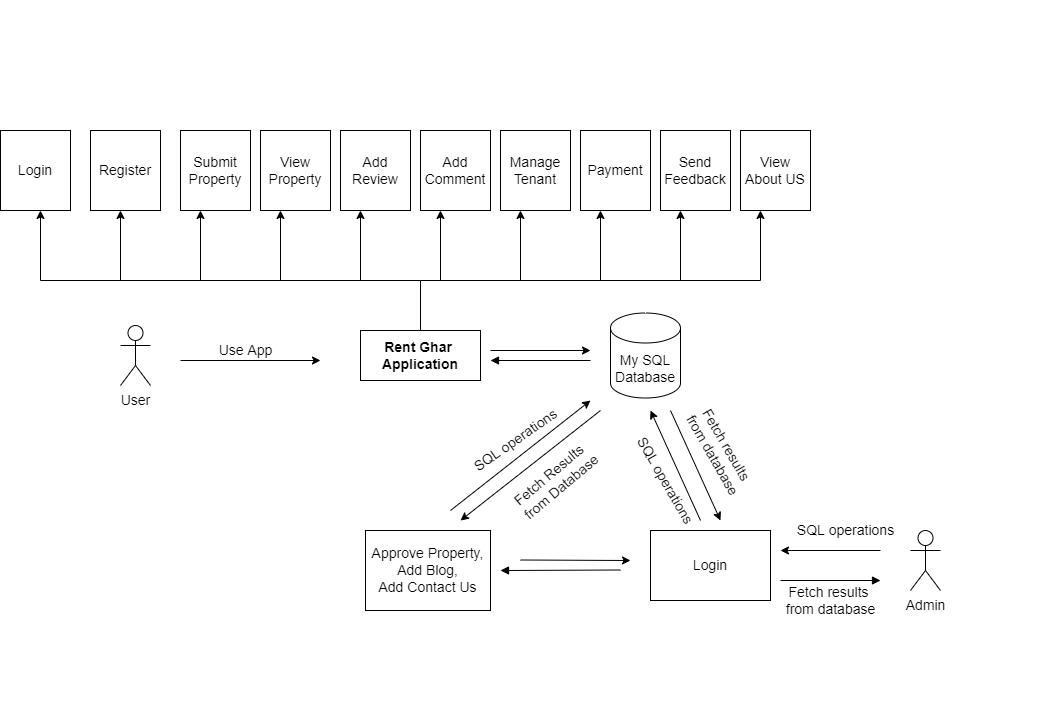 Login
Register
Submit
Property
View
Property
Add
Review
Add
Comment
Manage
Tenant
Payment
Send
Feedback
View
About US
User
Use App
Rent Ghar
Application
My SQL
Database
SQL operations
Fetch Results
from Database
SQL operations
Fetch results
from database
Approve Property,
Add Blog,
Add Contact Us
Login
SQL operations
Fetch results
from database
Admin